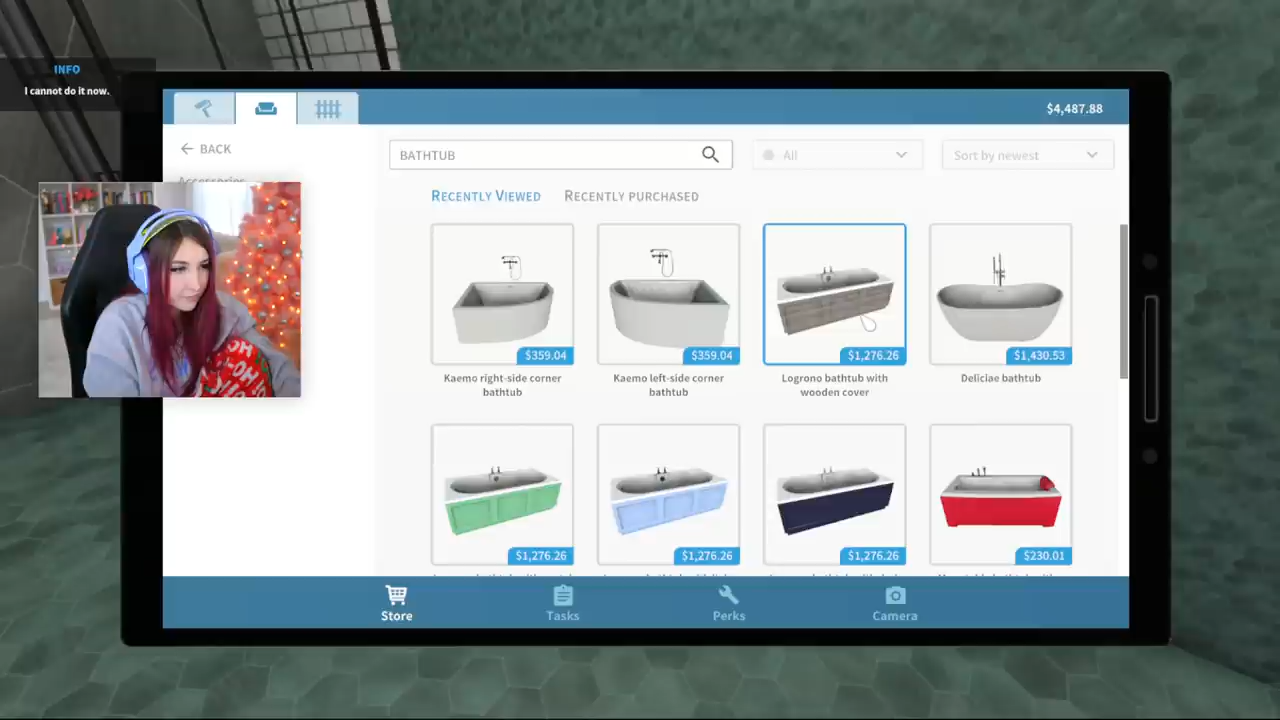 INFO
I cannot do it now.
$4,487.88
BACK
BATHTUB
All
Sort by newest
Accessories
RECENTLY VIEWED
RECENTLY PURCHASED
$359.04
$359.04
$1,276.26
$1,430.53
Kaemo right-side corner
bathtub
Kaemo left-side corner
bathtub
Logrono bathtub with
wooden cover
Deliciae bathtub
$1,276.26
$1,276.26
$1,276.26
$230.01
Store
Tasks
Perks
Camera